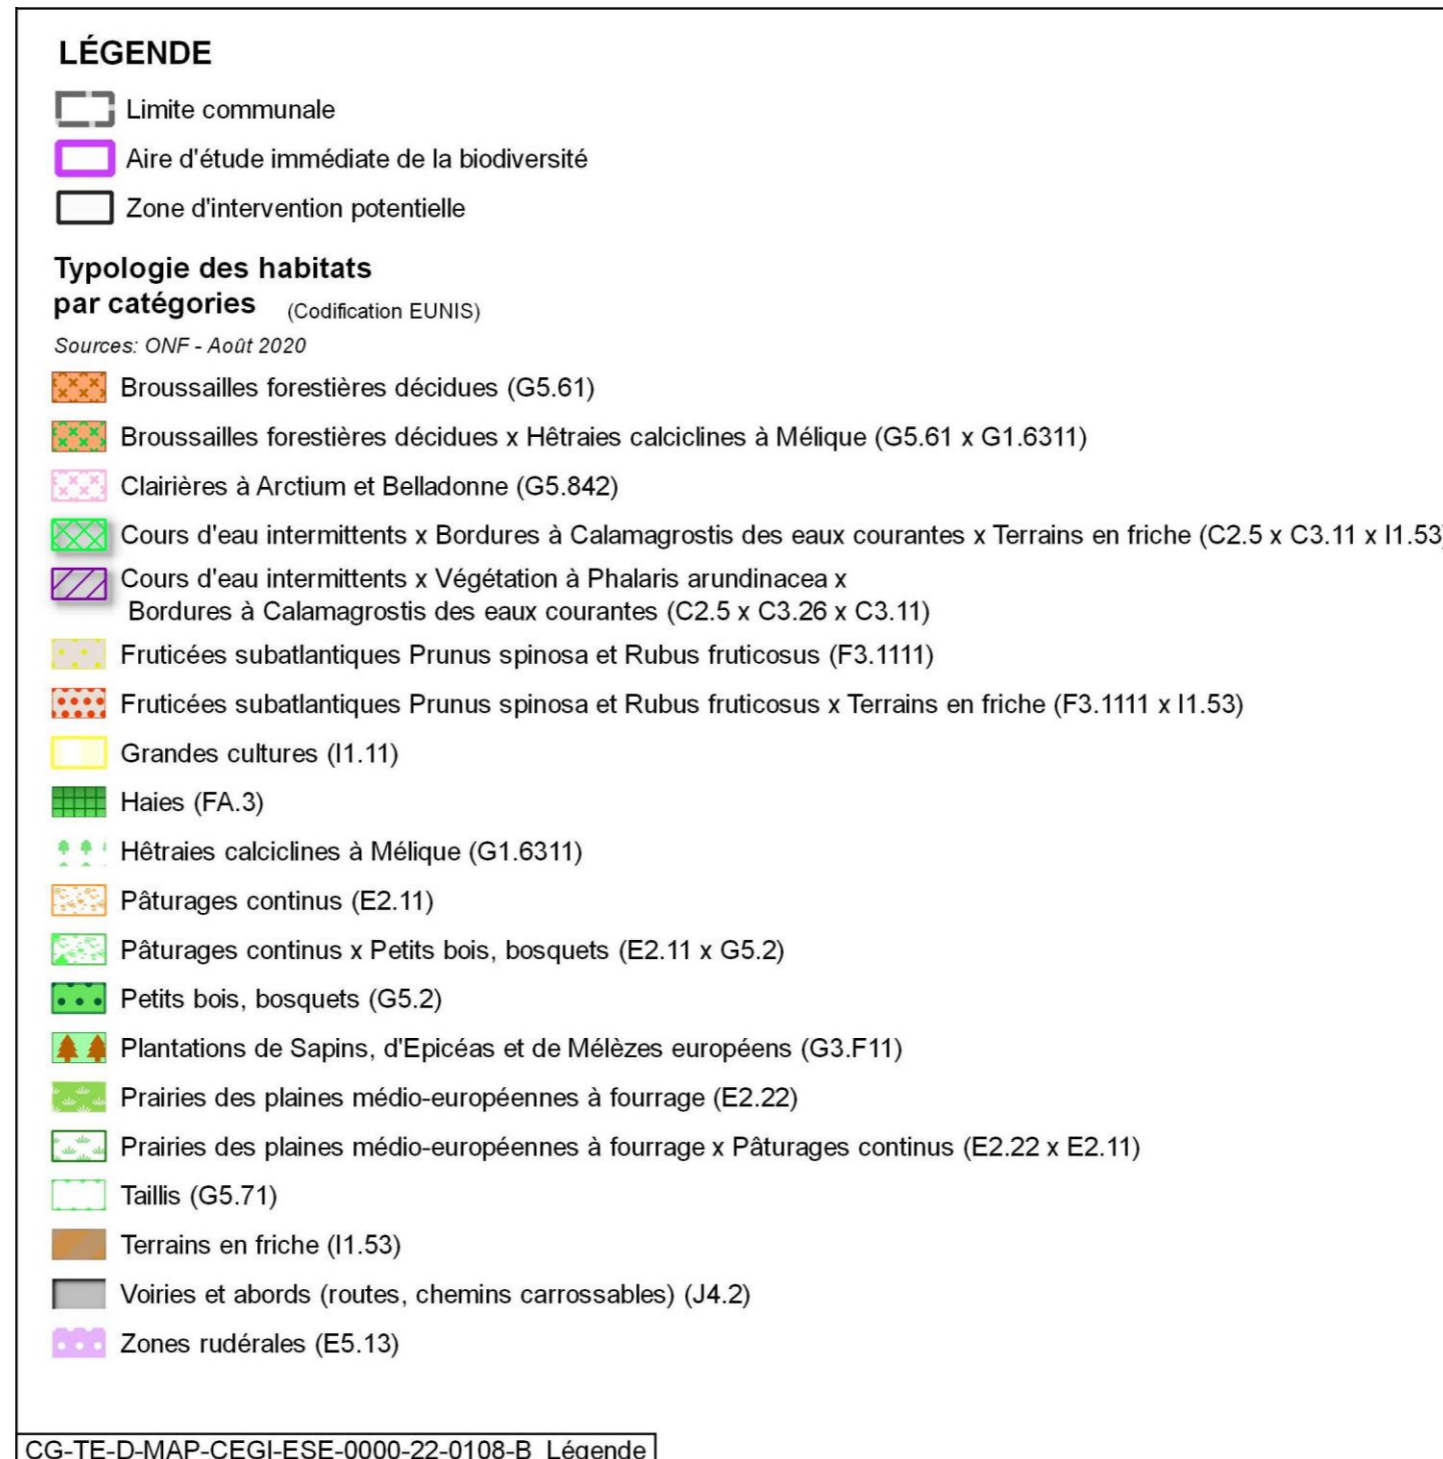 LÉGENDE
Limite communale
Aire d'étude immédiate de la biodiversité
Zone d'intervention potentielle
Typologie des habitats
par catégories (Codification EUNIS)
Sources: ONF - Août 2020
Broussailles forestières décidues (G5.61)
Broussailles forestières décidues x Hêtraies calciclines à Mélique (G5.61 x G1.6311)
Clairières à Arctium et Belladonne (G5.842)
Cours d'eau intermittents x Bordures à Calamagrostis des eaux courantes x Terrains en friche (C2.5 x C3.11 x I1.53)
Cours d'eau intermittents x Végétation à Phalaris arundinacea x
Bordures à Calamagrostis des eaux courantes (C2.5 x C3.26 x C3.11)
Fruticées subatlantiques Prunus spinosa et Rubus fruticosus (F3.1111)
Fruticées subatlantiques Prunus spinosa et Rubus fruticosus x Terrains en friche (F3.1111 x I1.53)
Grandes cultures (I1.11)
Haies (FA.3)
Hêtraies calciclines à Mélique (G1.6311)
Pâturages continus (E2.11)
Pâturages continus x Petits bois, bosquets (E2.11 x G5.2)
Petits bois, bosquets (G5.2)
Plantations de Sapins, d'Epicéas et de Mélèzes européens (G3.F11)
Prairies des plaines médio-européennes à fourrage (E2.22)
Prairies des plaines médio-européennes à fourrage x Pâturages continus (E2.22 x E2.11)
Taillis (G5.71)
Terrains en friche (I1.53)
Voiries et abords (routes, chemins carrossables) (J4.2)
Zones rudérales (E5.13)
CG-TE-D-MAP-CEGI-ESE-0000-22-0108-B_Légende